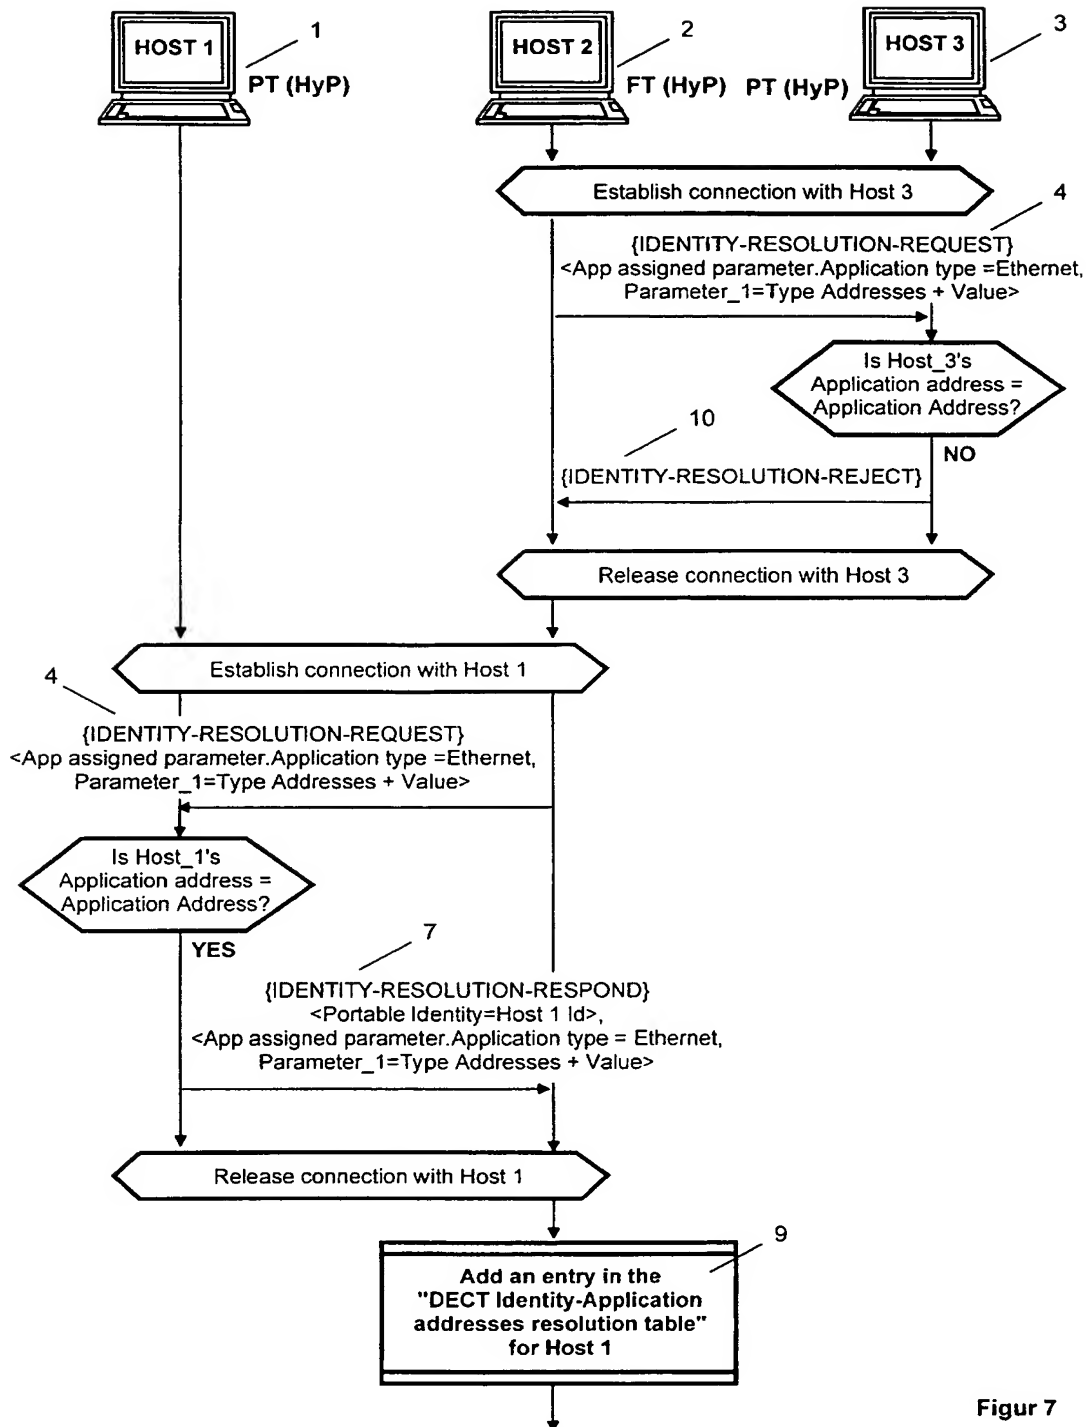 HOST 1
1
PT (HyP)
HOST 2
2
FT (HyP)
HOST 3
3
PT (HyP)
Establish connection with Host 3
4
{IDENTITY-RESOLUTION-REQUEST}
<App assigned parameter.Application type =Ethernet,
Parameter_1=Type Addresses + Value>
Is Host_3's
Application address =
Application Address?
NO
10
{IDENTITY-RESOLUTION-REJECT}
Release connection with Host 3
Establish connection with Host 1
4
{IDENTITY-RESOLUTION-REQUEST}
<App assigned parameter.Application type =Ethernet,
Parameter_1=Type Addresses + Value>
Is Host_1's
Application address =
Application Address?
YES
7
{IDENTITY-RESOLUTION-RESPOND}
<Portable Identity=Host 1 Id>,
<App assigned parameter.Application type = Ethernet,
Parameter_1=Type Addresses + Value>
Release connection with Host 1
9
Add an entry in the
"DECT Identity-Application
addresses resolution table"
for Host 1
Figur 7